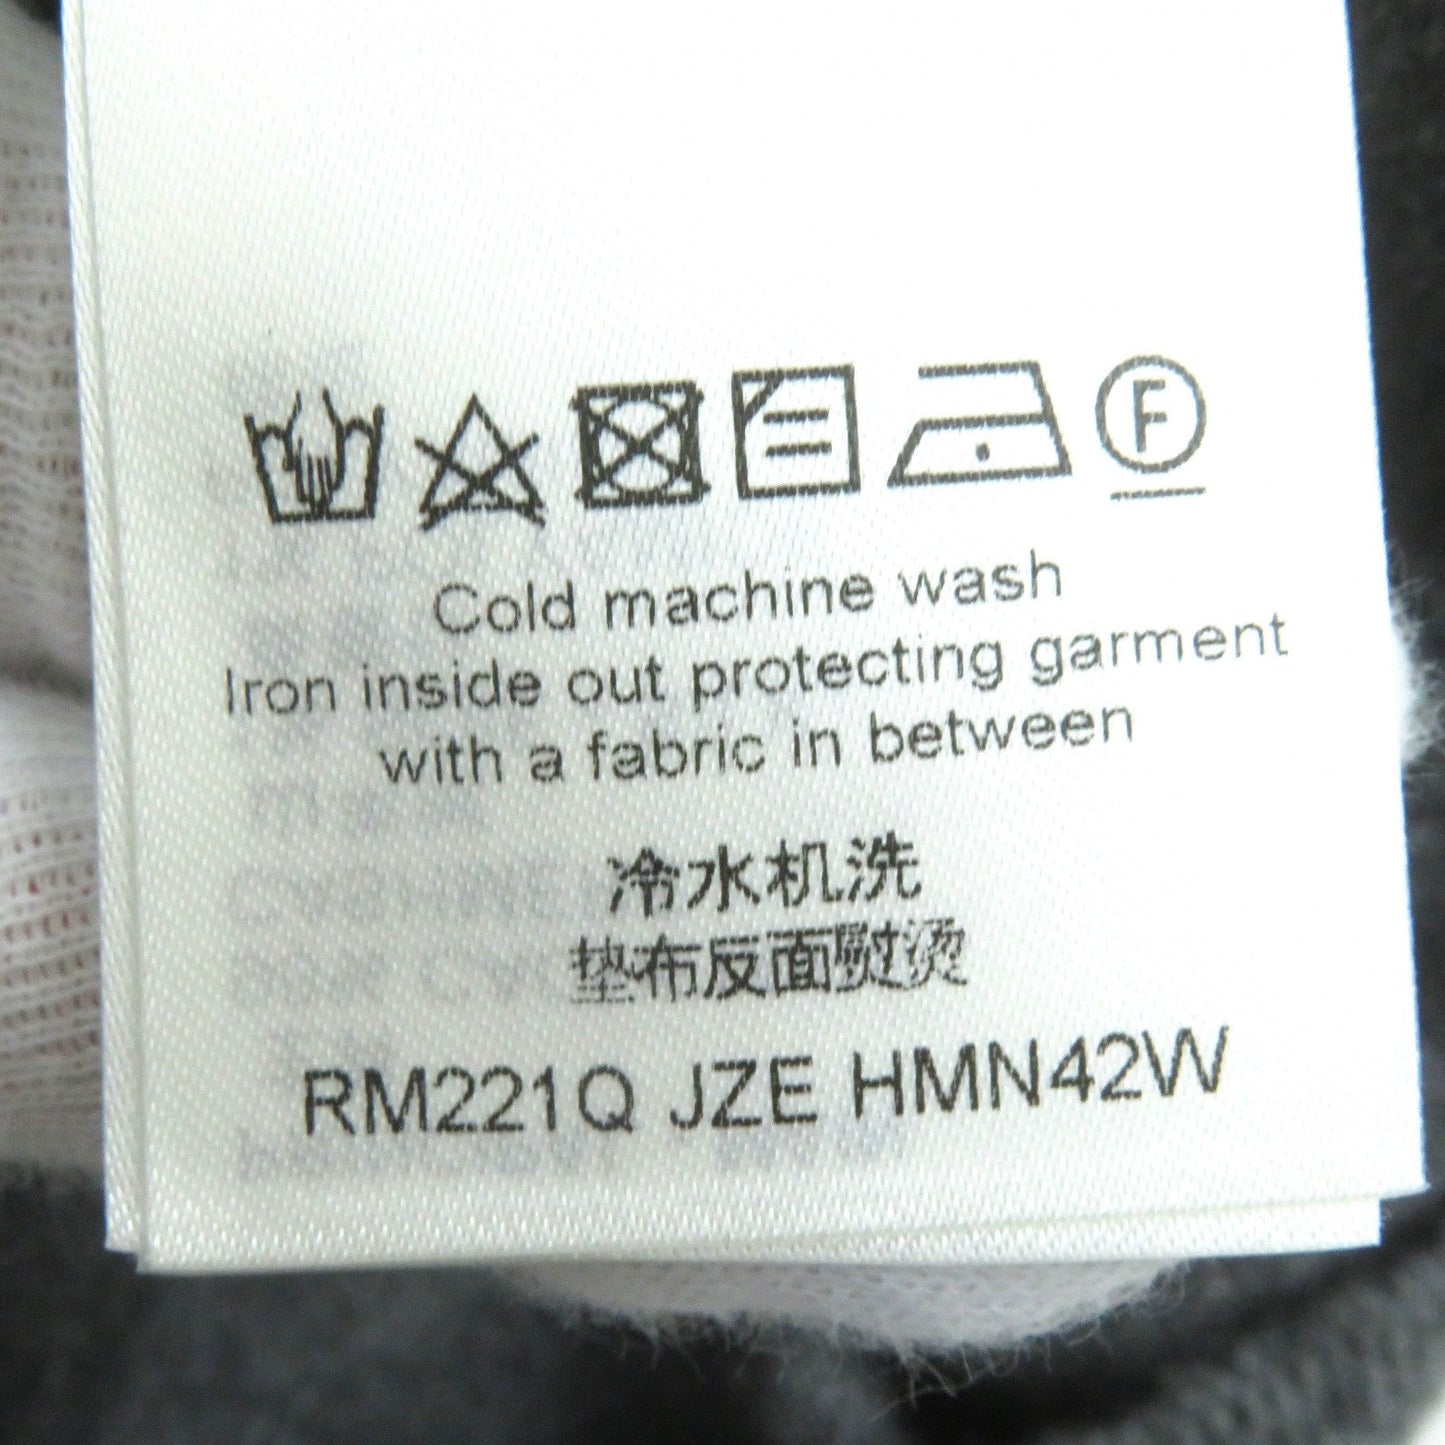 F
Cold machine wash
Iron inside out protecting garment
with a fabric in between
冷水机洗
垫布反面熨烫
RM221Q JZE HMN42W